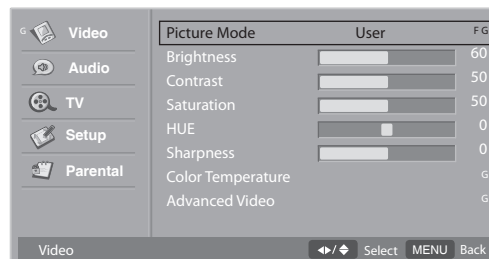 G Video
Audio
TV
Setup
Parental
Picture Mode User F G
Brightness 60
Contrast 50
Saturation 50
HUE 0
Sharpness 0
Color Temperature G
Advanced Video G
Video / Select MENU Back